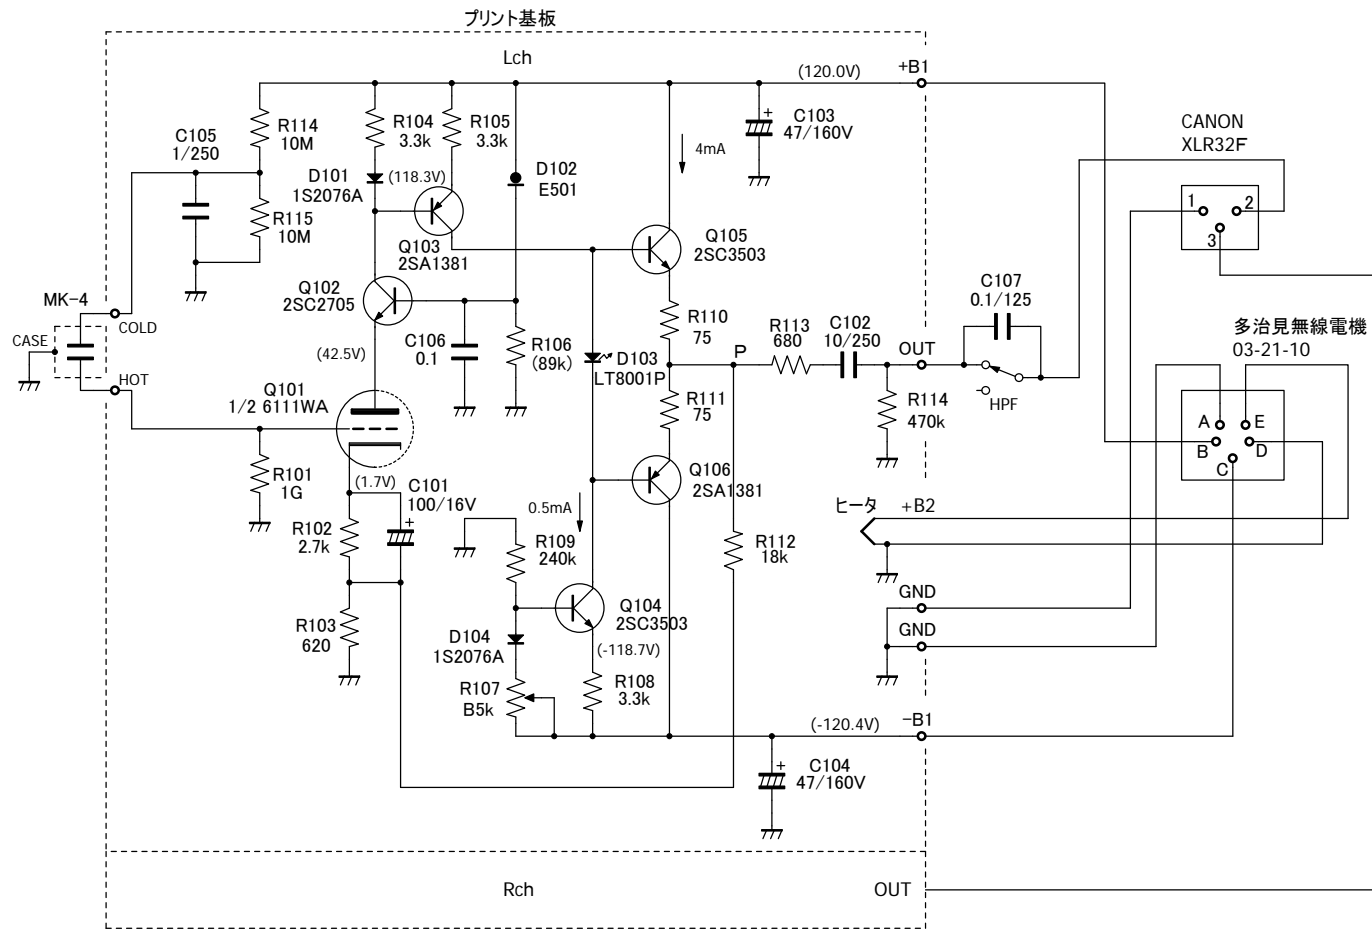 プリント基板
Lch
(120.0V)
+B1
R114
10M
C105
1/250
R115
10M
R104
3.3k
R105
3.3k
D101
1S2076A
(118.3V)
D102
E501
C103
47/160V
4mA
CANON
XLR32F
1
2
3
Q103
2SA1381
Q105
2SC3503
Q102
2SC2705
MK-4
CASE
COLD
HOT
(42.5V)
C106
0.1
R106
(89k)
D103
LT8001P
R110
75
P
R113
680
C102
10/250
OUT
C107
0.1/125
HPF
多治見無線電機
03-21-10
A
E
B
D
C
Q101
1/2 6111WA
R111
75
R114
470k
R101
1G
(1.7V)
C101
100/16V
Q106
2SA1381
0.5mA
ヒータ
+B2
R102
2.7k
R109
240k
R112
18k
Q104
2SC3503
GND
GND
R103
620
D104
1S2076A
(-118.7V)
R107
B5k
R108
3.3k
(-120.4V)
-B1
C104
47/160V
Rch
OUT